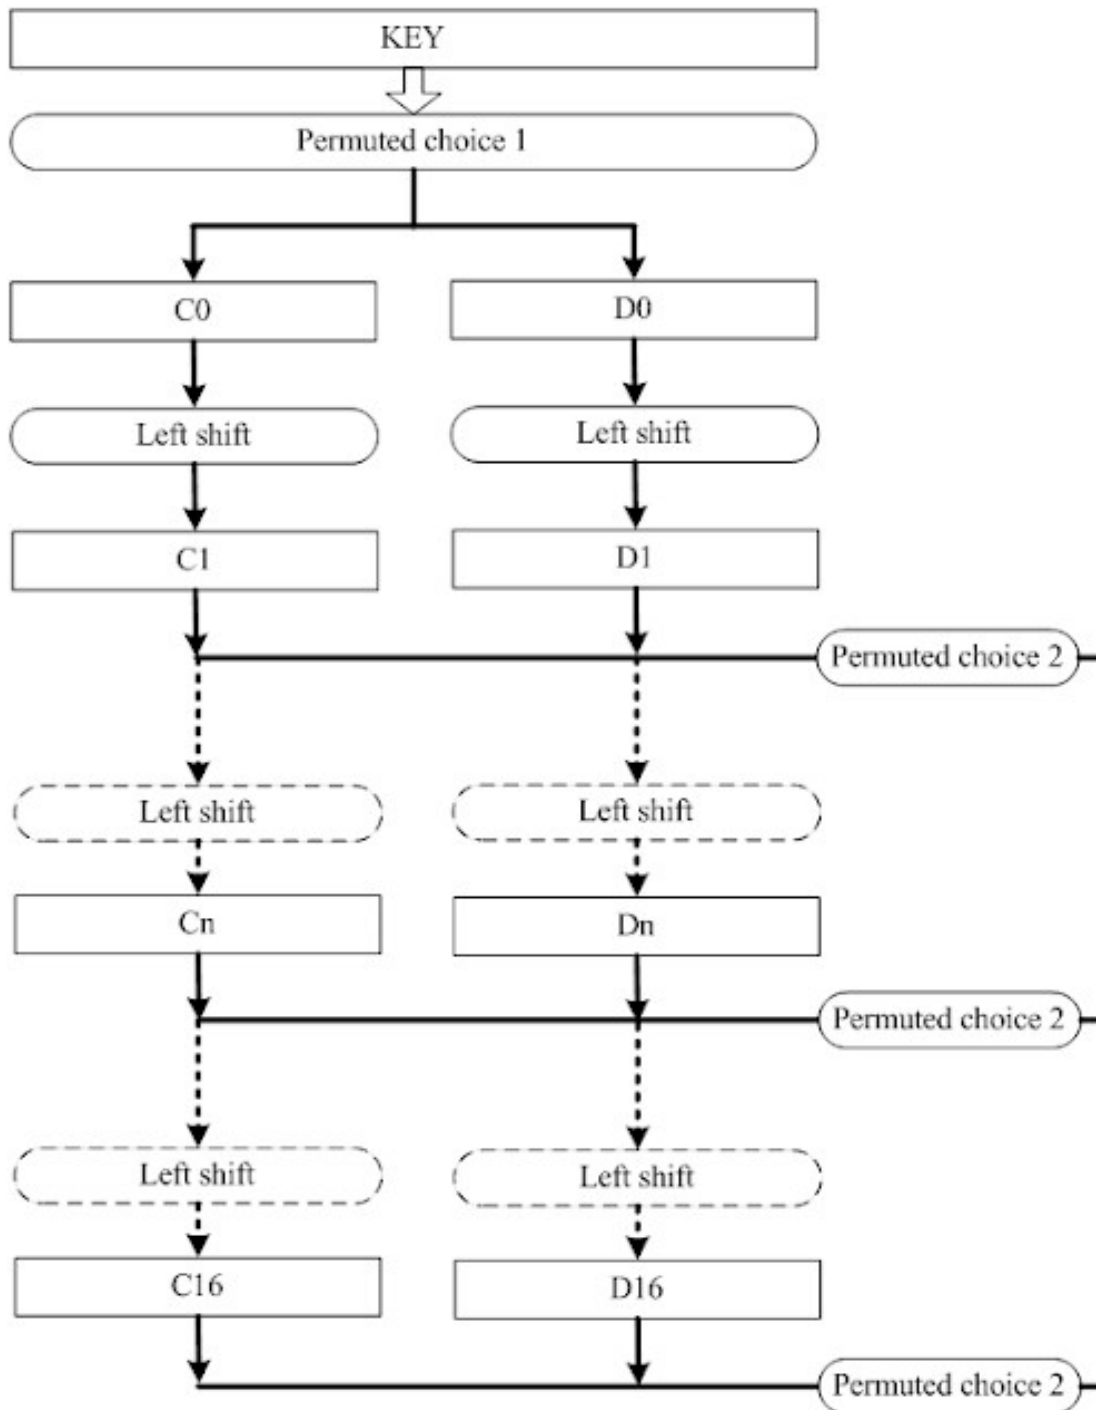 KEY
Permuted choice 1
C0
D0
Left shift
Left shift
C1
D1
Permuted choice 2
Left shift
Left shift
Cn
Dn
Permuted choice 2
Left shift
Left shift
C16
D16
Permuted choice 2